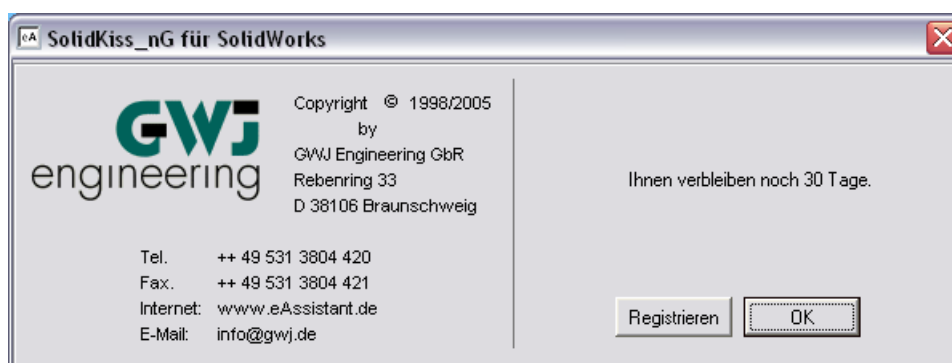 eA SolidKiss_nG für SolidWorks
GWJ
engineering
Copyright © 1998/2005
by
GWJ Engineering GbR
Rebenring 33
D 38106 Braunschweig
Tel. ++ 49 531 3804 420
Fax. ++ 49 531 3804 421
Internet: www.eAssistant.de
E-Mail: info@gwj.de
Ihnen verbleiben noch 30 Tage.
Registrieren OK